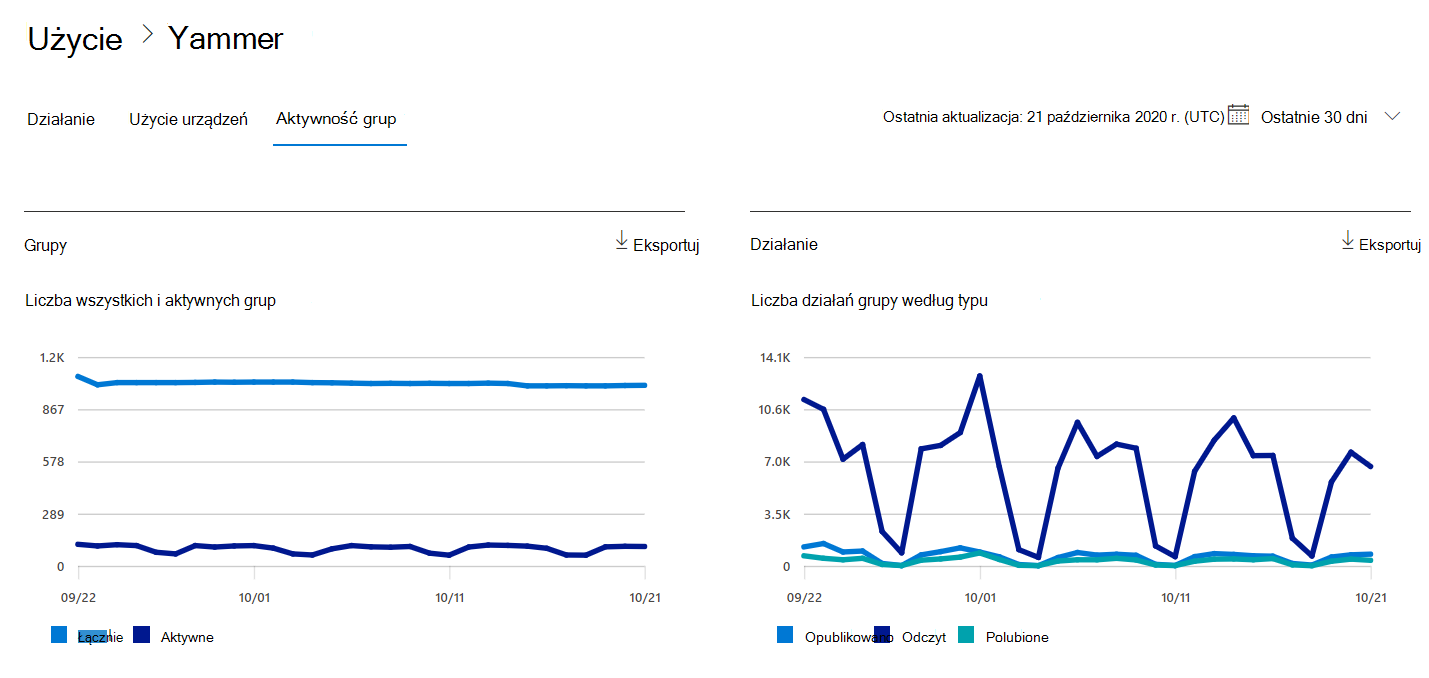 Użycie > Yammer
Działanie Użycie urządzeń Aktywność grup Ostatnia aktualizacja: 21 października 2020 r. (UTC) Ostatnie 30 dni
Grupy Eksportuj
Liczba wszystkich i aktywnych grup
1.2K
867
578
289
0
09/22 10/01 10/11 10/21
Łącznie Aktywne
Działanie Eksportuj
Liczba działań grupy według typu
14.1K
10.6K
7.0K
3.5K
0
09/22 10/01 10/11 10/21
Opublikowano Odczyt Polubione